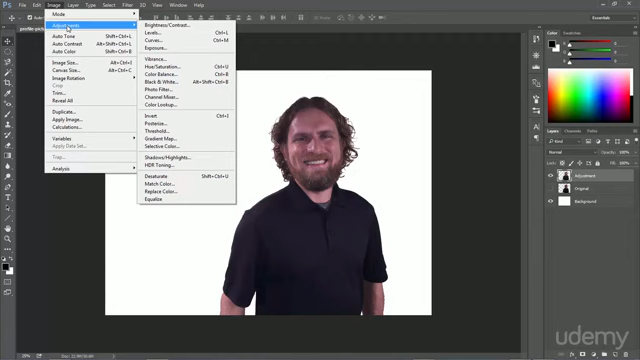 Ps File Edit Image Layer Type Select Filter 3D View Window Help
Essentials
Mode
Adjustments
Auto Tone Shift+Ctrl+L
Auto Contrast Alt+Shift+Ctrl+L
Auto Color Shift+Ctrl+B
Image Size... Alt+Ctrl+I
Canvas Size... Alt+Ctrl+C
Image Rotation
Crop
Trim...
Reveal All
Duplicate...
Apply Image...
Calculations...
Variables
Apply Data Set...
Trap...
Analysis
Brightness/Contrast...
Levels... Ctrl+L
Curves... Ctrl+M
Exposure...
Vibrance...
Hue/Saturation... Ctrl+U
Color Balance... Ctrl+B
Black & White... Alt+Shift+Ctrl+B
Photo Filter...
Channel Mixer...
Color Lookup...
Invert Ctrl+I
Posterize...
Threshold...
Gradient Map...
Selective Color...
Shadows/Highlights...
HDR Toning...
Desaturate Shift+Ctrl+U
Match Color...
Replace Color...
Equalize
Color Swatches
Layers Channels Paths
Kind
Normal
Lock:
Adjustment
Original
Background
udemy